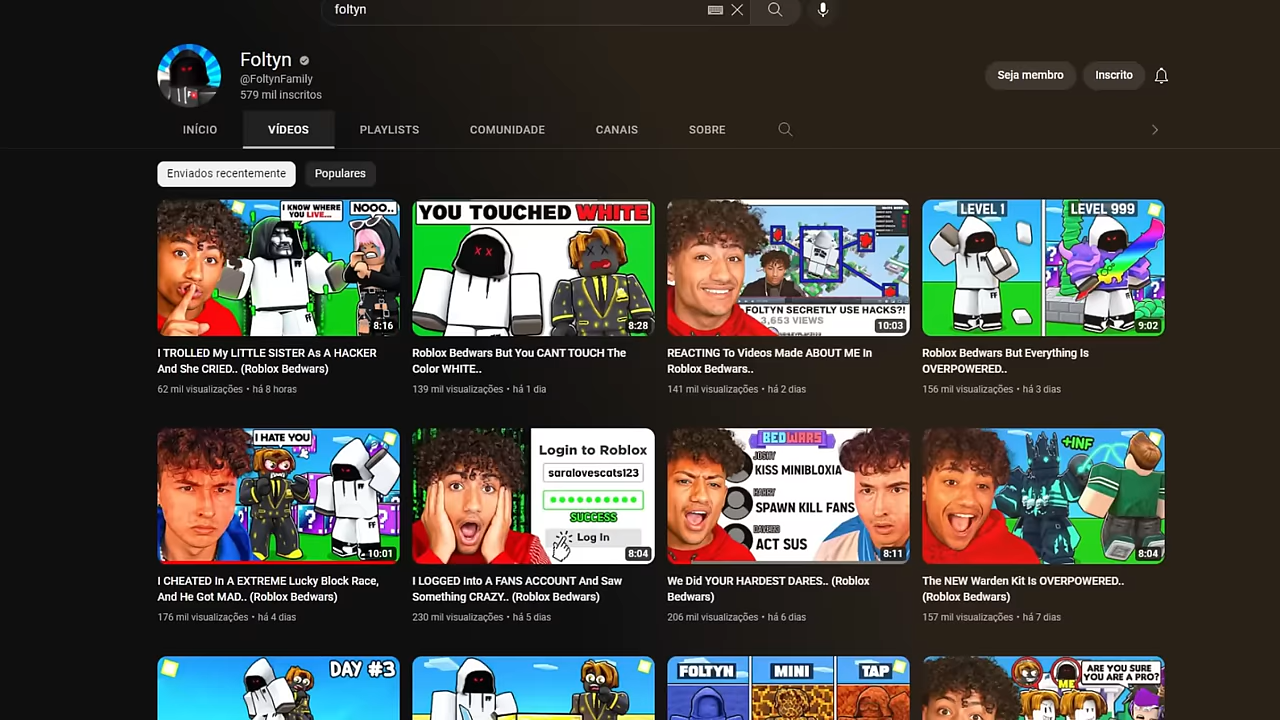 foltyn
Foltyn
@FoltynFamily
579 mil inscritos
Seja membro
Inscrito
INÍCIO
VÍDEOS
PLAYLISTS
COMUNIDADE
CANAIS
SOBRE
Enviados recentemente
Populares
I KNOW WHERE
YOU LIVE...
NOOO..
FF
8:16
YOU TOUCHED WHITE
8:28
FOLTYN SECRETLY USE HACKS?!
3,653 VIEWS
10:03
LEVEL 1
LEVEL 999
FF
FF
9:02
I TROLLED My LITTLE SISTER As A HACKER
And She CRIED.. (Roblox Bedwars)
62 mil visualizações • há 8 horas
Roblox Bedwars But You CANT TOUCH The
Color WHITE..
139 mil visualizações • há 1 dia
REACTING To Videos Made ABOUT ME In
Roblox Bedwars..
141 mil visualizações • há 2 dias
Roblox Bedwars But Everything Is
OVERPOWERED..
156 mil visualizações • há 3 dias
I HATE YOU
FF
10:01
Login to Roblox
saralovescats123
SUCCESS
Log In
8:04
BEDWARS
JOSHY
KISS MINIBLOXIA
HARRY
SPAWN KILL FANS
ACT SUS
8:11
+INF
8:04
I CHEATED In A EXTREME Lucky Block Race,
And He Got MAD.. (Roblox Bedwars)
176 mil visualizações • há 4 dias
I LOGGED Into A FANS ACCOUNT And Saw
Something CRAZY.. (Roblox Bedwars)
230 mil visualizações • há 5 dias
We Did YOUR HARDEST DARES.. (Roblox
Bedwars)
206 mil visualizações • há 6 dias
The NEW Warden Kit Is OVERPOWERED..
(Roblox Bedwars)
157 mil visualizações • há 7 dias
DAY #3
FOLTYN
MINI
TAP
ME
ARE YOU SURE
YOU ARE A PRO?